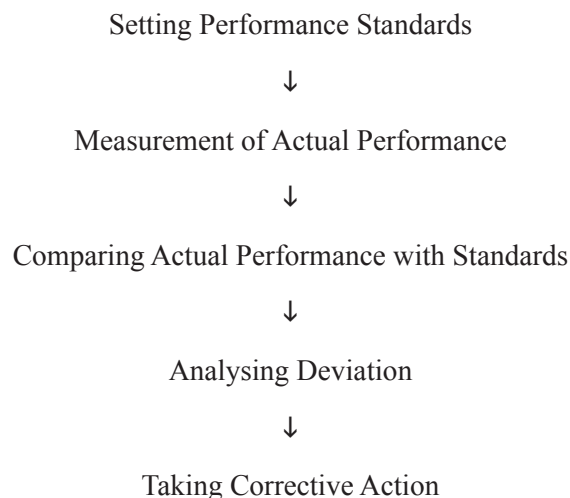 Setting Performance Standards
↓
Measurement of Actual Performance
↓
Comparing Actual Performance with Standards
↓
Analysing Deviation
↓
Taking Corrective Action